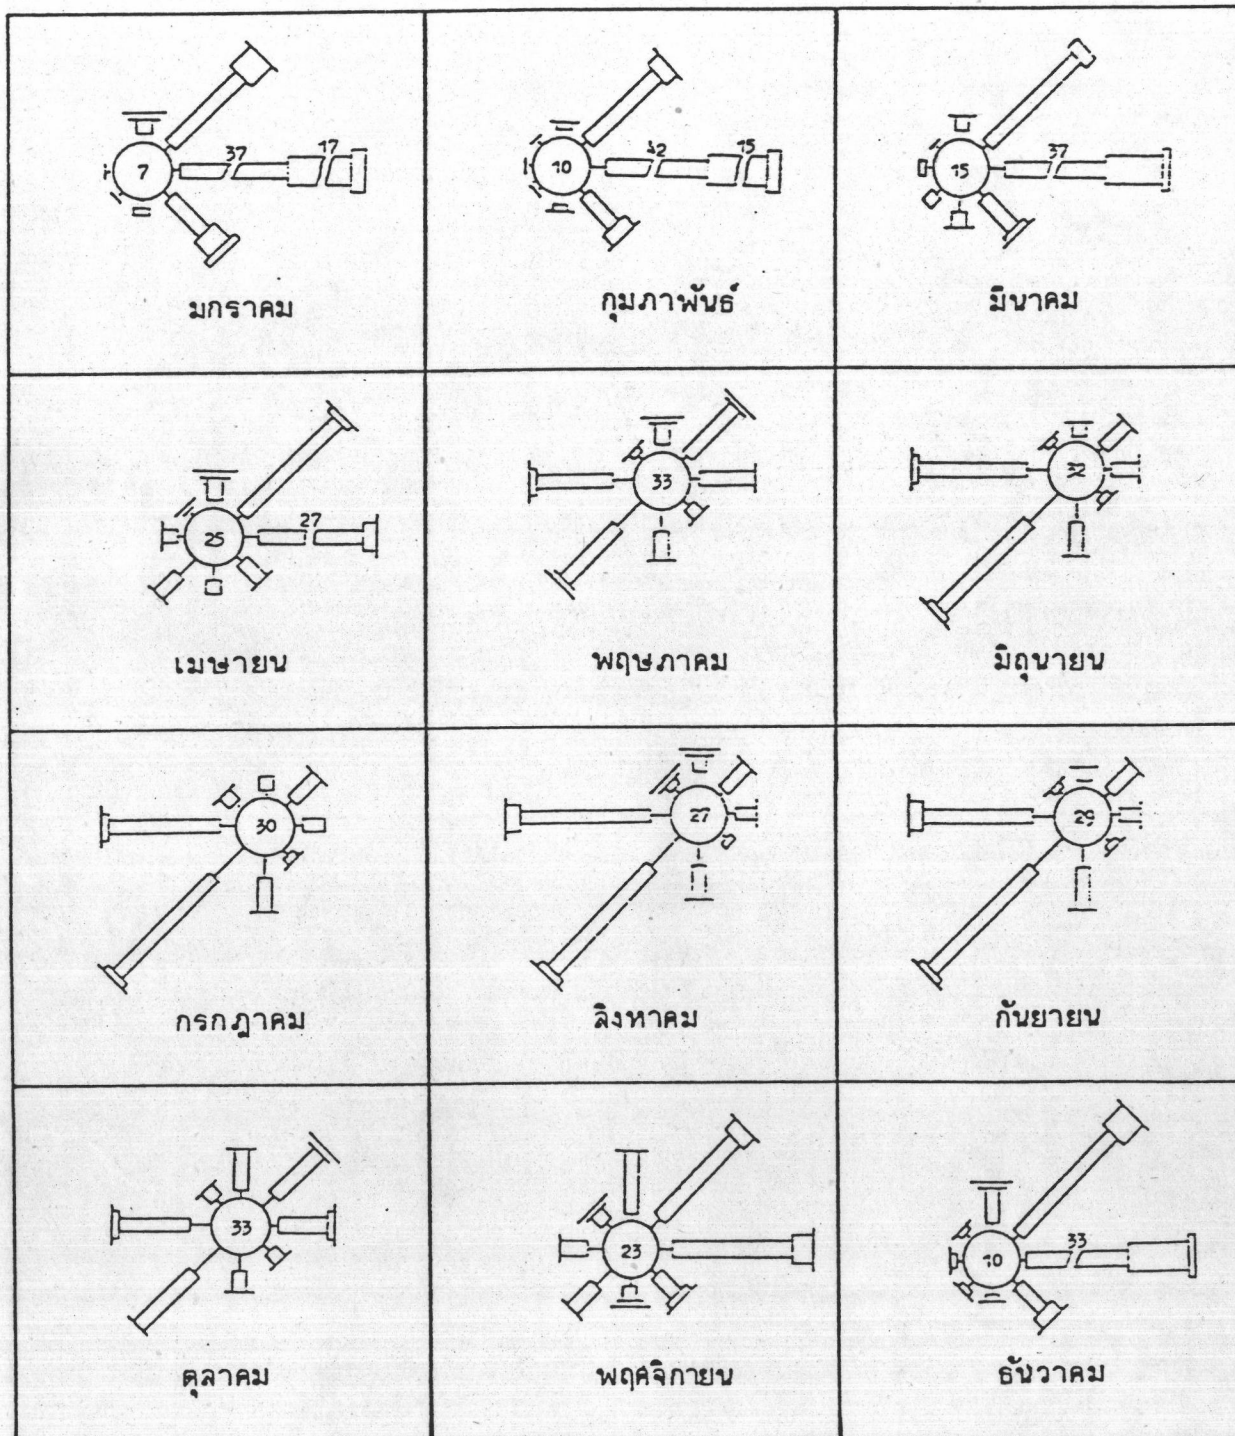 7 37 17
มกราคม
10 42 15
กุมภาพันธ์
15 37
มีนาคม
25 27
เมษายน
33
พฤษภาคม
32
มิถุนายน
30
กรกฎาคม
27
สิงหาคม
29
กันยายน
33
ตุลาคม
23
พฤศจิกายน
10 33
ธันวาคม